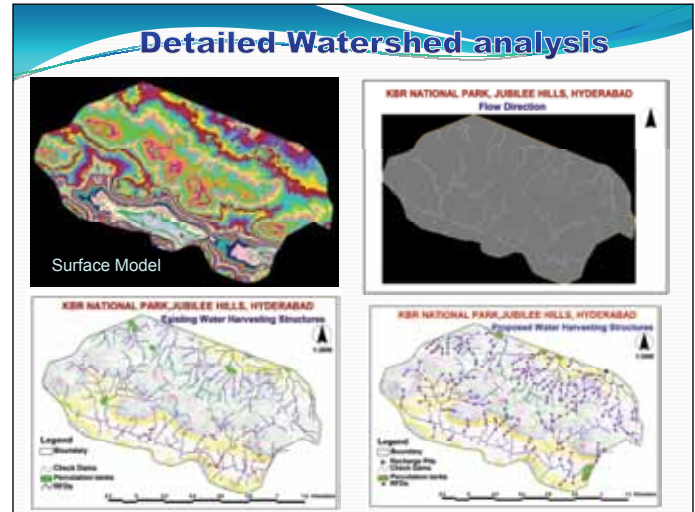 Detailed Watershed analysis
Surface Model
KBR NATIONAL PARK, JUBILEE HILLS, HYDERABAD
Flow Direction
KBR NATIONAL PARK,JUBILEE HILLS, HYDERABAD
Existing Water Harvesting Structures
Legend
Boundary
Check Dams
Percolation tanks
RFDs
KBR NATIONAL PARK,JUBILEE HILLS, HYDERABAD
Proposed Water Harvesting Structures
Legend
Boundary
Recharge Pits
Check Dams
Percolation tanks
RFDs